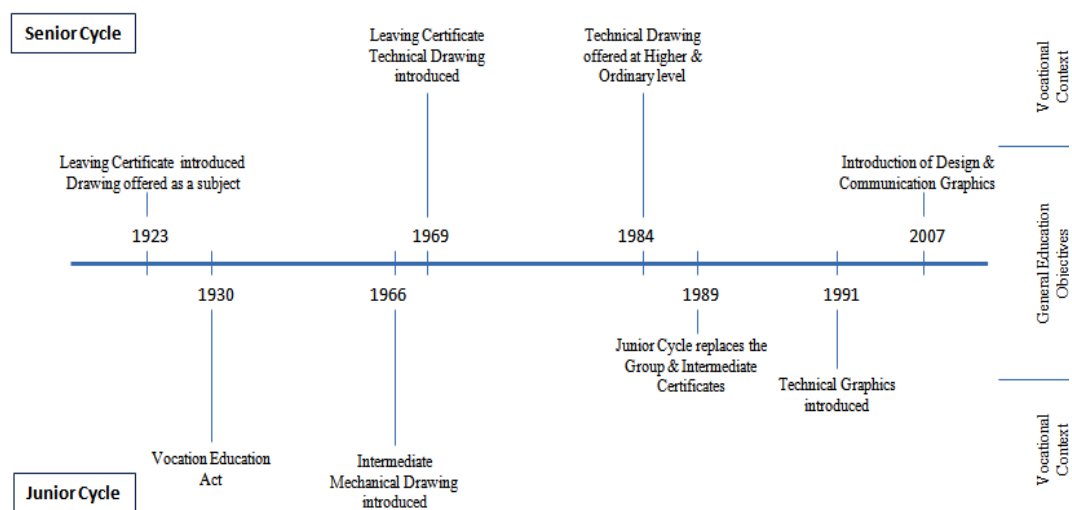 Senior Cycle
Leaving Certificate
Technical Drawing
introduced
Technical Drawing
offered at Higher &
Ordinary level
Vocational
Context
Leaving Certificate introduced
Drawing offered as a subject
Introduction of Design &
Communication Graphics
1923
1969
1984
2007
General Education
Objectives
1930
1966
1989
1991
Junior Cycle replaces the
Group & Intermediate
Certificates
Technical Graphics
introduced
Vocation Education
Act
Intermediate
Mechanical Drawing
introduced
Vocational
Context
Junior Cycle